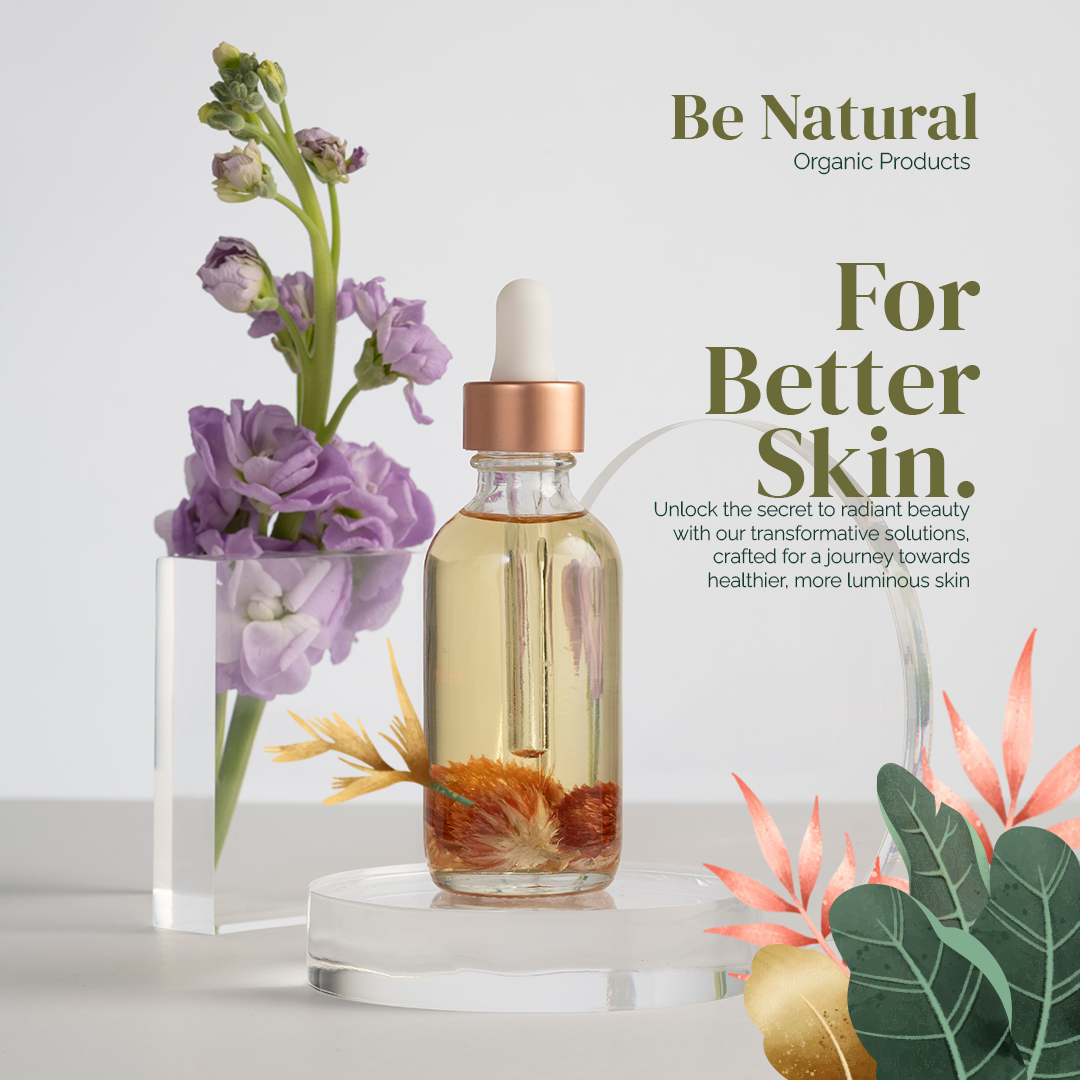 Be Natural
Organic Products
For
Better
Skin.
Unlock the secret to radiant beauty
with our transformative solutions,
crafted for a journey towards
healthier, more luminous skin